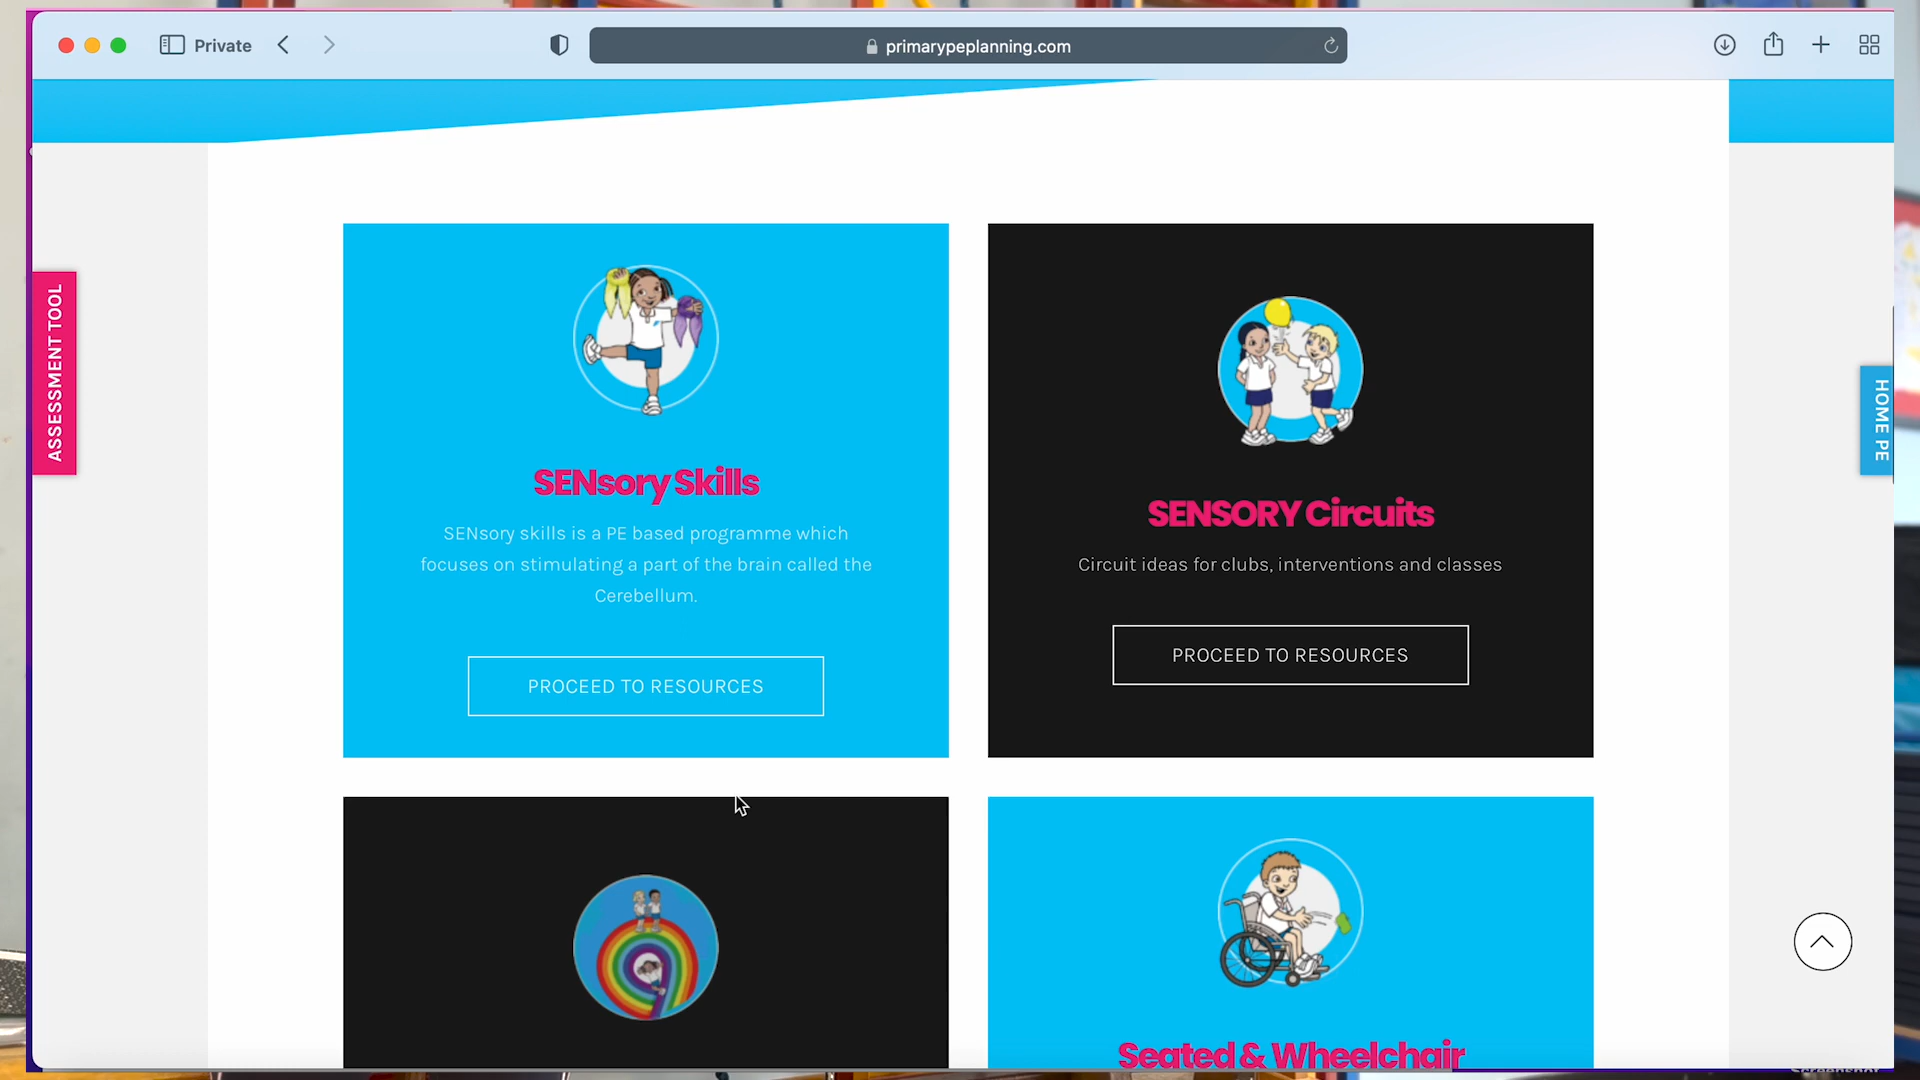 Private
primarypeplanning.com
ASSESSMENT TOOL
HOME PE
SENsory Skills
SENsory skills is a PE based programme which
focuses on stimulating a part of the brain called the
Cerebellum.
PROCEED TO RESOURCES
SENSORY Circuits
Circuit ideas for clubs, interventions and classes
PROCEED TO RESOURCES
Seated & Wheelchair